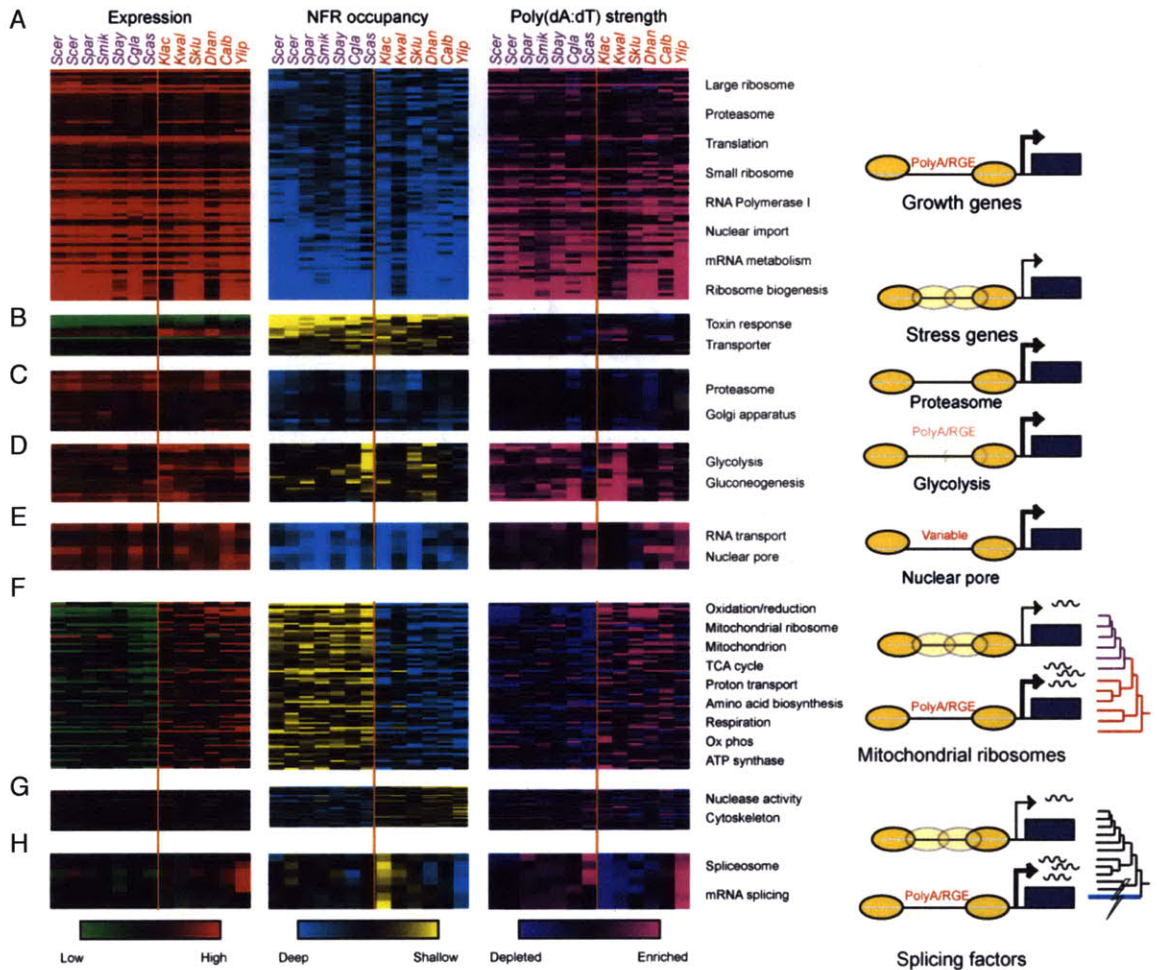 A
Expression
NFR occupancy
Poly(dA:dT) strength
Scer Scer Spar Smik Sbay Cgla Scas Klac Kwal Sklu Dhan Calb Ylip
Scer Scer Spar Smik Sbay Cgla Scas Klac Kwal Sklu Dhan Calb Ylip
Scer Scer Spar Smik Sbay Cgla Scas Klac Kwal Sklu Dhan Calb Ylip
Large ribosome
Proteasome
Translation
Small ribosome
RNA Polymerase I
Nuclear import
mRNA metabolism
Ribosome biogenesis
PolyA/RGE
Growth genes
B
Toxin response
Transporter
Stress genes
C
Proteasome
Golgi apparatus
Proteasome
D
Glycolysis
Gluconeogenesis
PolyA/RGE
Glycolysis
E
RNA transport
Nuclear pore
Variable
Nuclear pore
F
Oxidation/reduction
Mitochondrial ribosome
Mitochondrion
TCA cycle
Proton transport
Amino acid biosynthesis
Respiration
Ox phos
ATP synthase
PolyA/RGE
Mitochondrial ribosomes
G
Nuclease activity
Cytoskeleton
H
Spliceosome
mRNA splicing
PolyA/RGE
Splicing factors
Low
High
Deep
Shallow
Depleted
Enriched